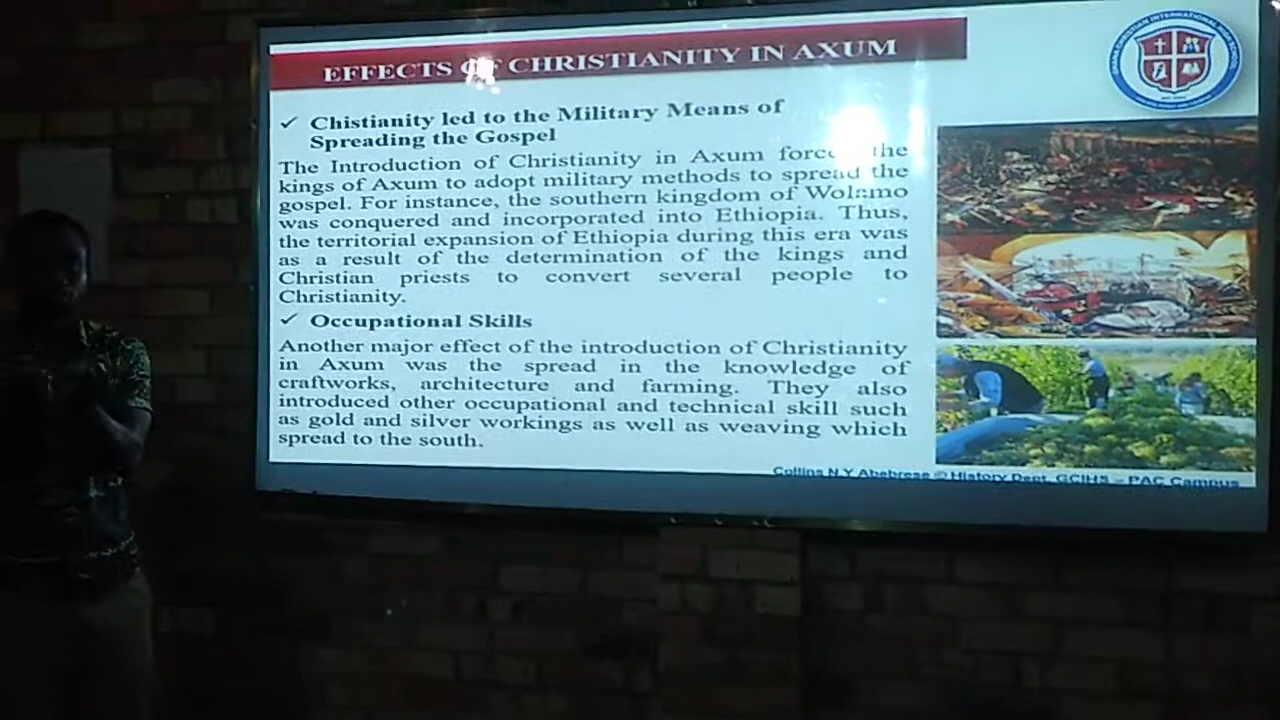 EFFECTS OF CHRISTIANITY IN AXUM
✓ Chistianity led to the Military Means of
Spreading the Gospel
The Introduction of Christianity in Axum forced the
kings of Axum to adopt military methods to spread the
gospel. For instance, the southern kingdom of Wolamo
was conquered and incorporated into Ethiopia. Thus,
the territorial expansion of Ethiopia during this era was
as a result of the determination of the kings and
Christian priests to convert several people to
Christianity.
✓ Occupational Skills
Another major effect of the introduction of Christianity
in Axum was the spread in the knowledge of
craftworks, architecture and farming. They also
introduced other occupational and technical skill such
as gold and silver workings as well as weaving which
spread to the south.
Collins N.Y Ababrese © History Dept. GCIHS – PAC Campus